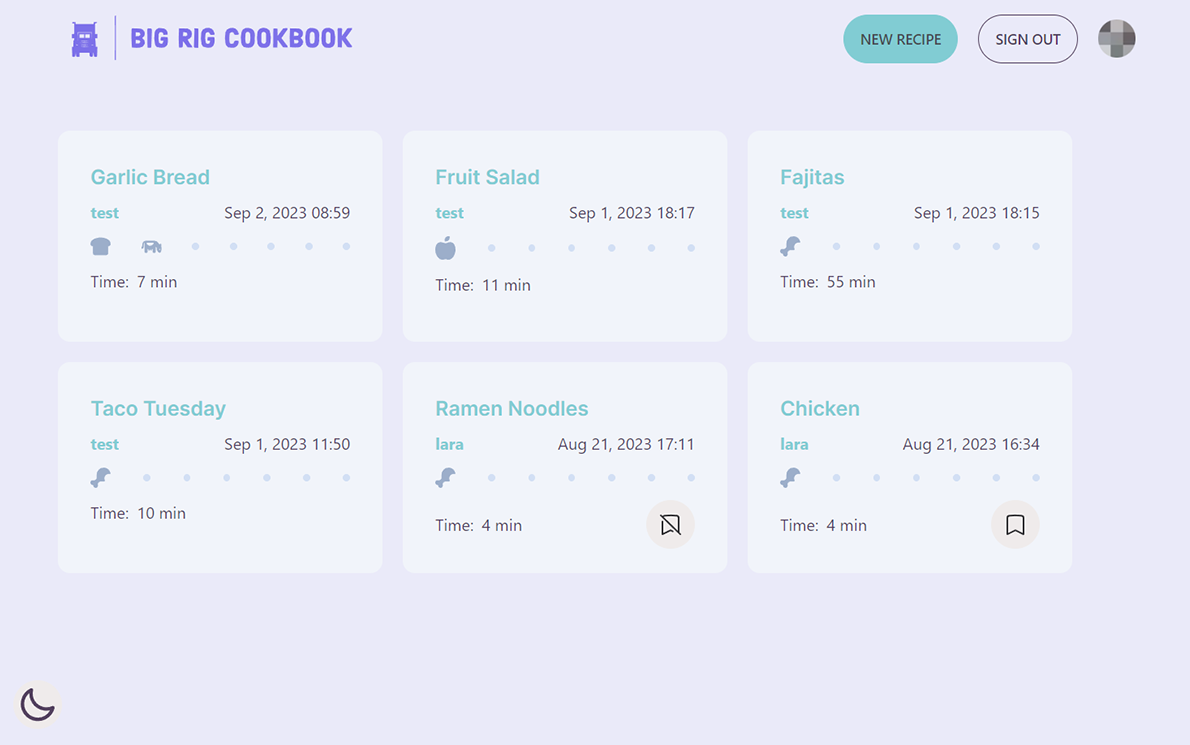 BIG RIG COOKBOOK
NEW RECIPE
SIGN OUT
Garlic Bread
test Sep 2, 2023 08:59
Time: 7 min
Fruit Salad
test Sep 1, 2023 18:17
Time: 11 min
Fajitas
test Sep 1, 2023 18:15
Time: 55 min
Taco Tuesday
test Sep 1, 2023 11:50
Time: 10 min
Ramen Noodles
lara Aug 21, 2023 17:11
Time: 4 min
Chicken
lara Aug 21, 2023 16:34
Time: 4 min